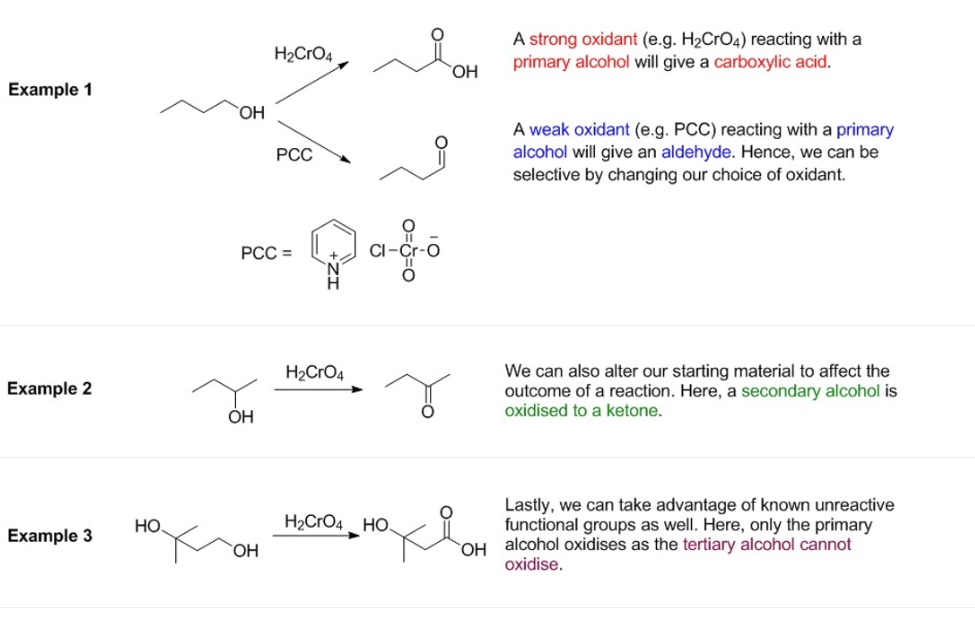 Example 1
OH
H₂CrO₄
O
OH
PCC
O
A strong oxidant (e.g. H₂CrO₄) reacting with a
primary alcohol will give a carboxylic acid.
A weak oxidant (e.g. PCC) reacting with a primary
alcohol will give an aldehyde. Hence, we can be
selective by changing our choice of oxidant.
PCC =
+
N
H
O
Cl-Cr-O
–
O
Example 2
OH
H₂CrO₄
O
We can also alter our starting material to affect the
outcome of a reaction. Here, a secondary alcohol is
oxidised to a ketone.
Example 3
HO
OH
H₂CrO₄
HO
O
OH
Lastly, we can take advantage of known unreactive
functional groups as well. Here, only the primary
alcohol oxidises as the tertiary alcohol cannot
oxidise.